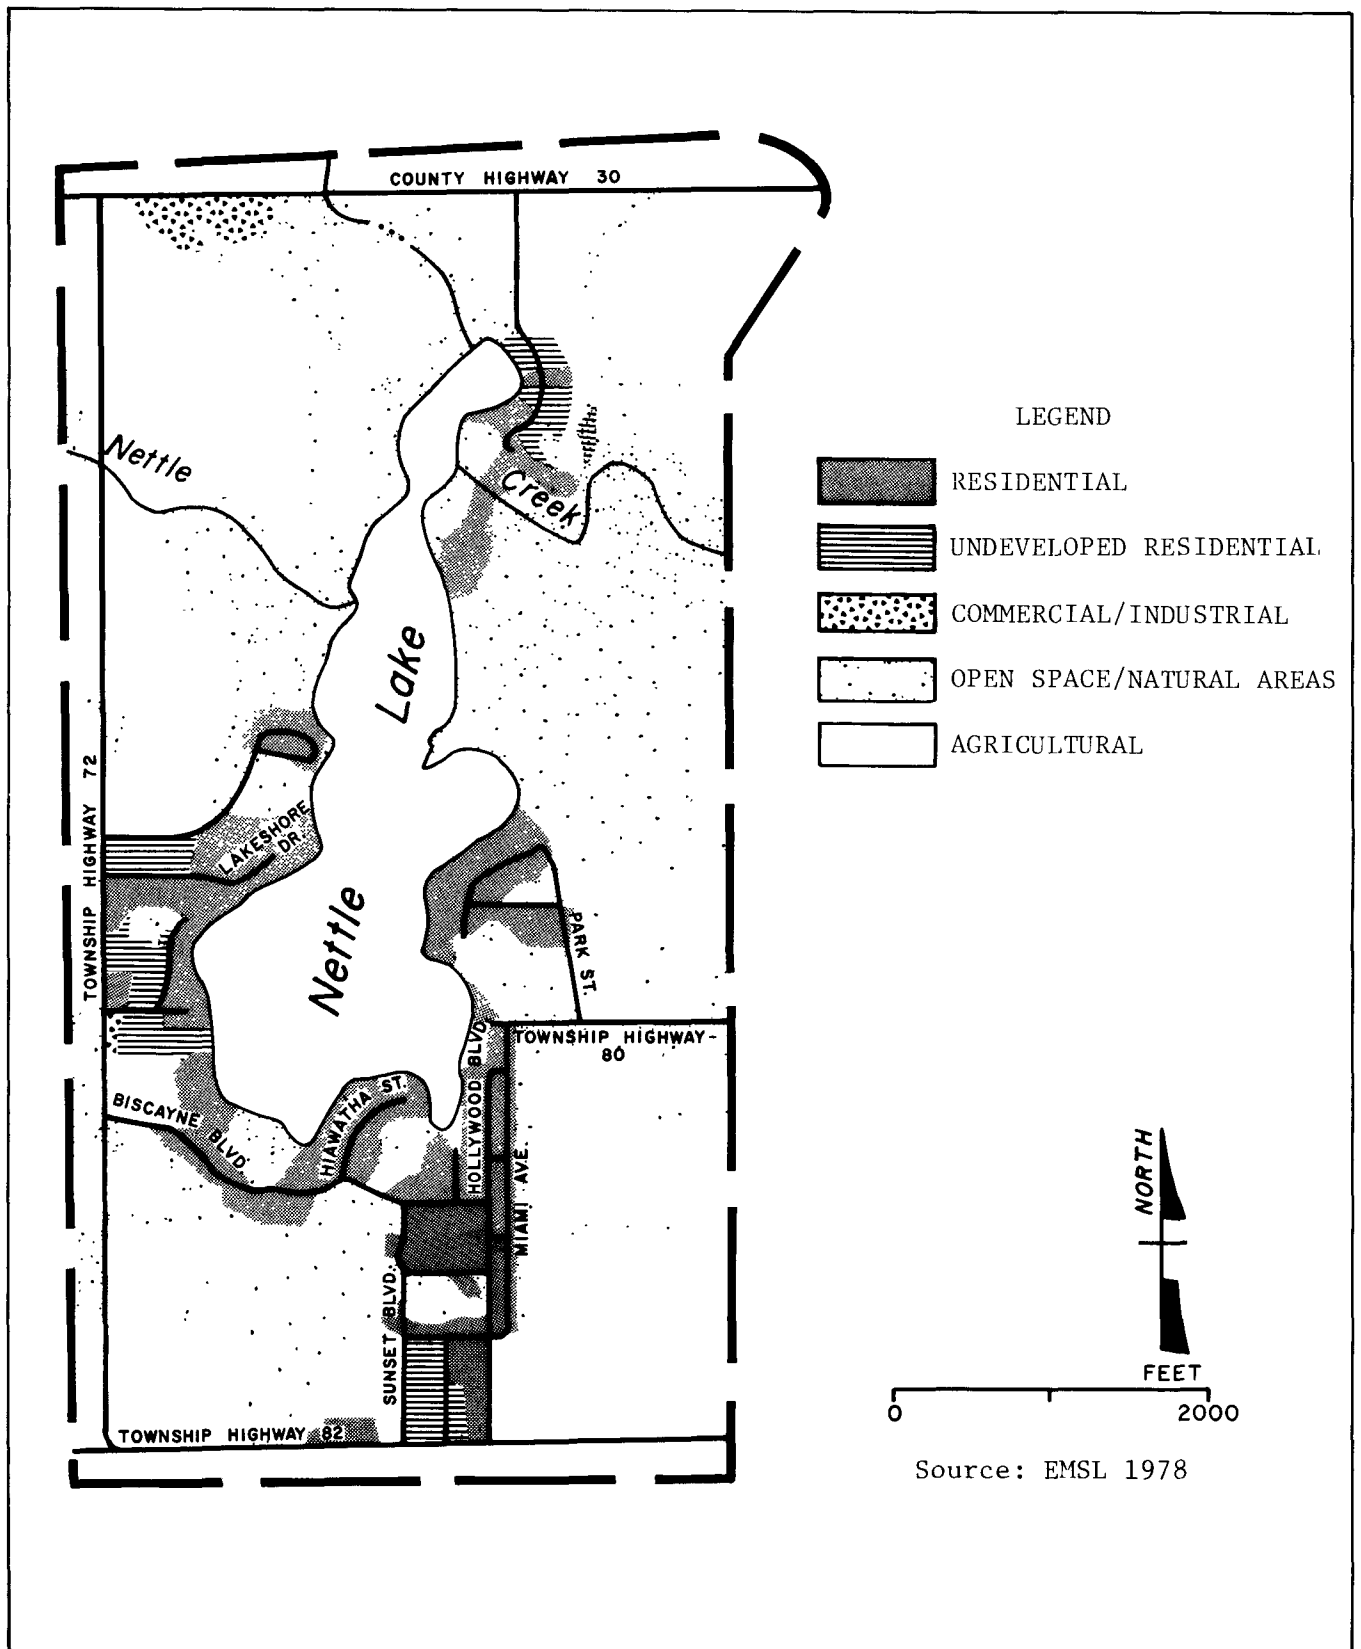 COUNTY HIGHWAY 30
Nettle
Creek
Lake
Nettle
TOWNSHIP HIGHWAY 72
LAKESHORE
DR.
PARK ST.
TOWNSHIP HIGHWAY-
80
HOLLYWOOD BLVD.
BISCAYNE BLVD.
HIAWATHA ST.
MIAMI AVE.
SUNSET BLVD.
TOWNSHIP HIGHWAY 82
LEGEND
RESIDENTIAL
UNDEVELOPED RESIDENTIAL
COMMERCIAL/INDUSTRIAL
OPEN SPACE/NATURAL AREAS
AGRICULTURAL
NORTH
FEET
0 2000
Source: EMSL 1978